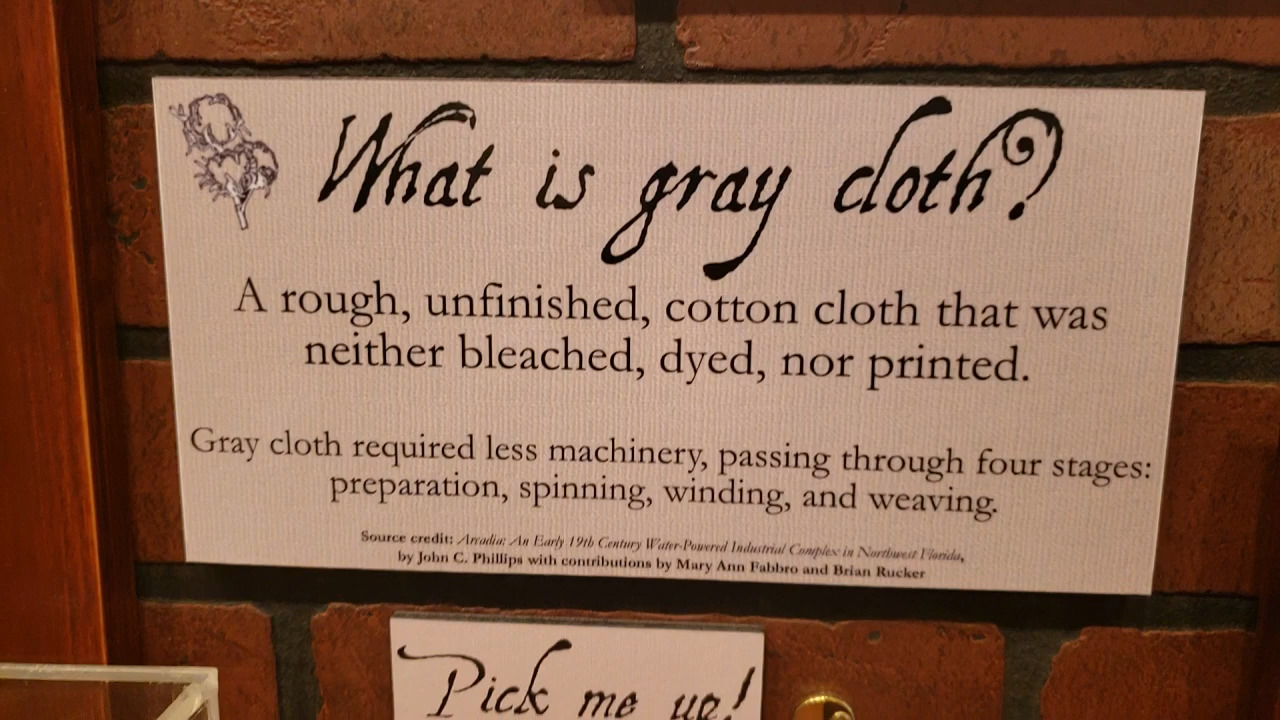 What is gray cloth?
A rough, unfinished, cotton cloth that was
neither bleached, dyed, nor printed.
Gray cloth required less machinery, passing through four stages:
preparation, spinning, winding, and weaving.
Source credit: Arcadia: An Early 19th Century Water-Powered Industrial Complex in Northwest Florida,
by John C. Phillips with contributions by Mary Ann Fabbro and Brian Rucker
Pick me up!